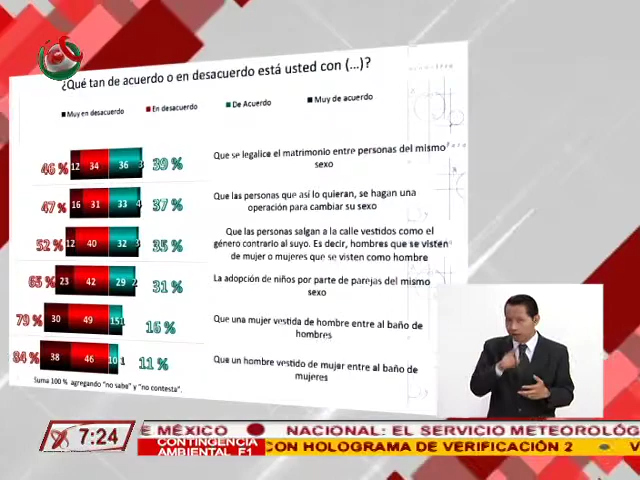 ¿Qué tan de acuerdo o en desacuerdo está usted con (...)?
Muy en desacuerdo En desacuerdo De Acuerdo Muy de acuerdo
46 % 12 34 36 3 39 % Que se legalice el matrimonio entre personas del mismo
sexo
47 % 16 31 33 4 37 % Que las personas que así lo quieran, se hagan una
operación para cambiar su sexo
52 % 12 40 32 3 35 % Que las personas salgan a la calle vestidos como el
género contrario al suyo. Es decir, hombres que se visten
de mujer o mujeres que se visten como hombre
65 % 23 42 29 2 31 % La adopción de niños por parte de parejas del mismo
sexo
79 % 30 49 15 1 16 % Que una mujer vestida de hombre entre al baño de
hombres
84 % 38 46 10 1 11 % Que un hombre vestido de mujer entre al baño de
mujeres
Suma 100 % agregando "no sabe" y "no contesta".
7:24
E MÉXICO NACIONAL: EL SERVICIO METEOROLÓG
CONTINGENCIA
AMBIENTAL F1
CON HOLOGRAMA DE VERIFICACIÓN 2 V